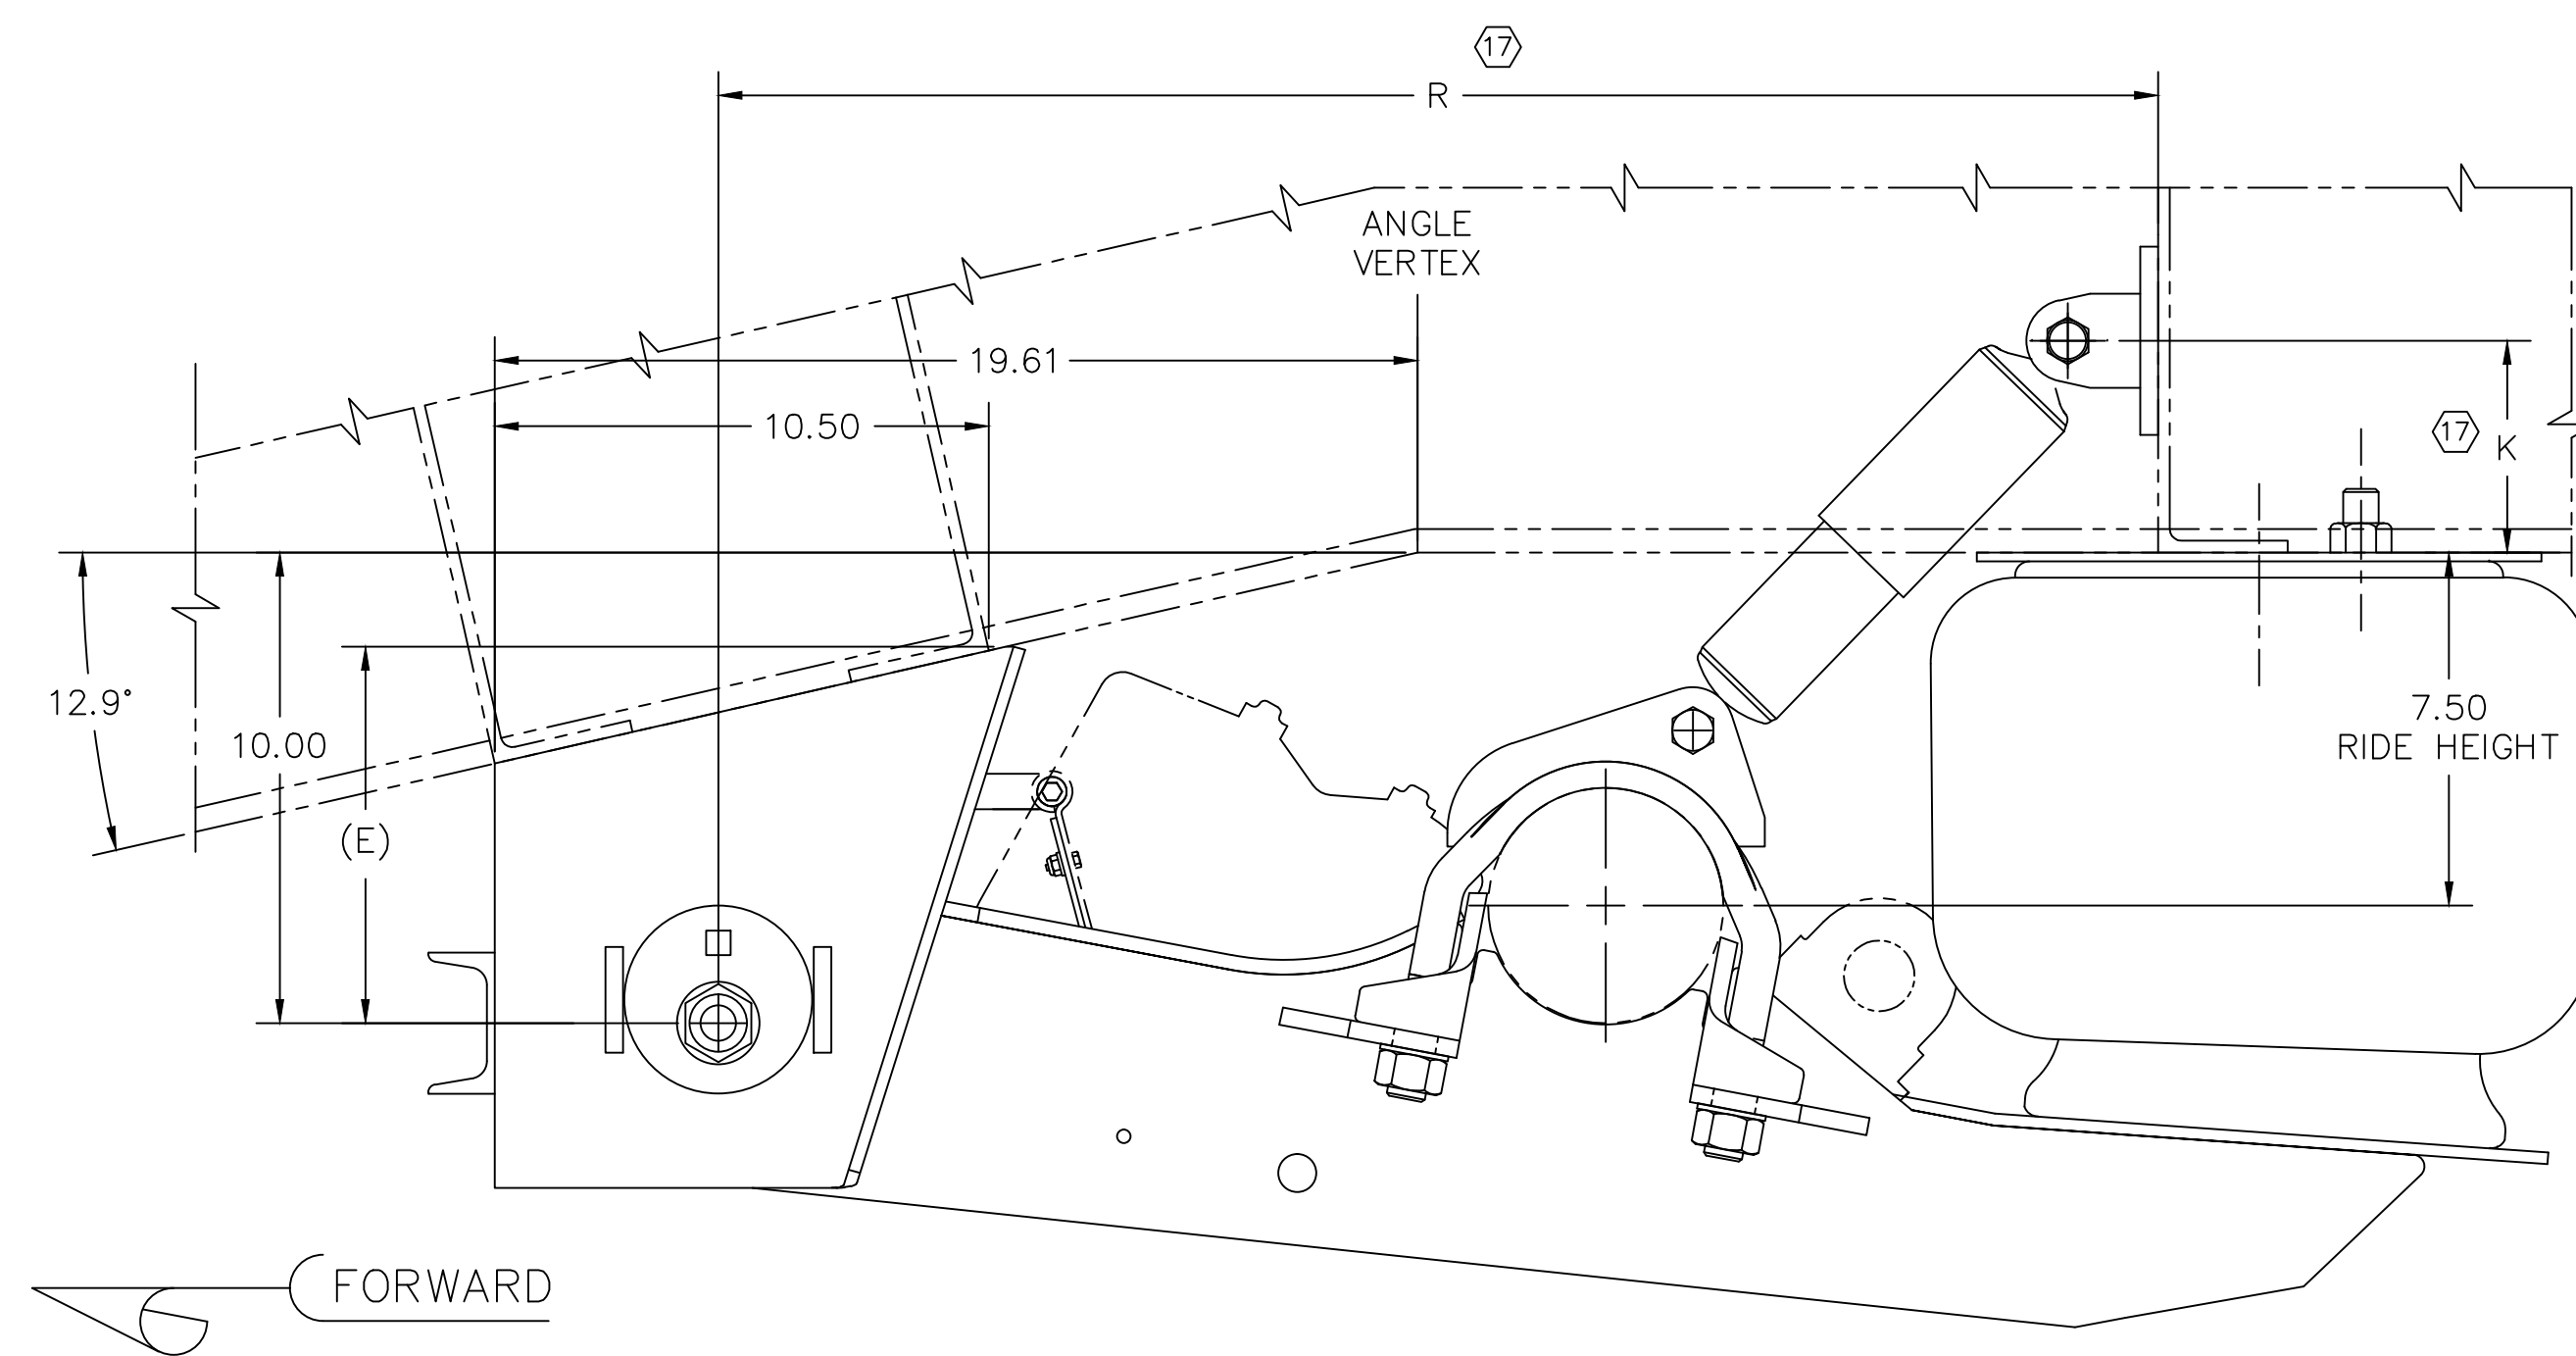 17
R
ANGLE
VERTEX
19.61
10.50
17
K
12.9°
10.00
(E)
7.50
RIDE HEIGHT
FORWARD